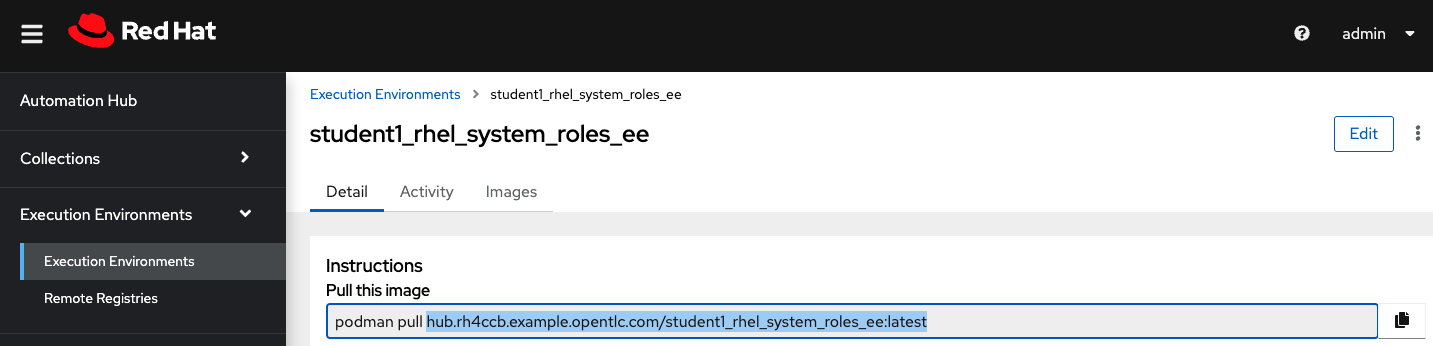 Red Hat
admin
Automation Hub
Collections
Execution Environments
Execution Environments
Remote Registries
Execution Environments > student1_rhel_system_roles_ee
student1_rhel_system_roles_ee
Edit
Detail Activity Images
Instructions
Pull this image
podman pull hub.rh4ccb.example.opentlc.com/student1_rhel_system_roles_ee:latest